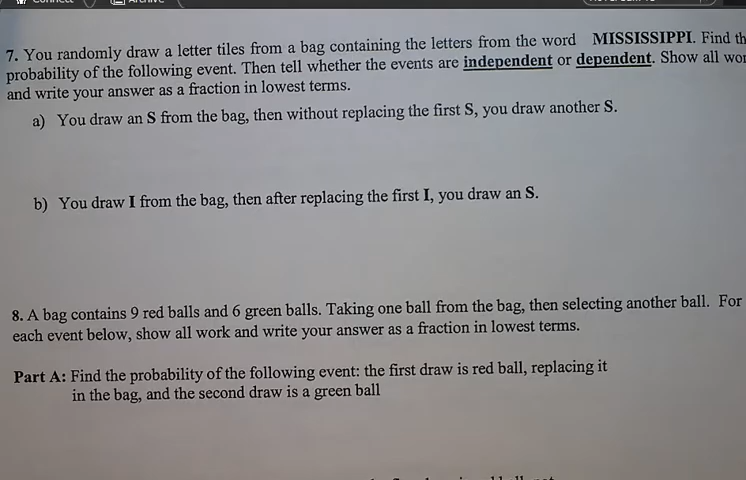 Connect Archive
7. You randomly draw a letter tiles from a bag containing the letters from the word MISSISSIPPI. Find th
probability of the following event. Then tell whether the events are independent or dependent. Show all wor
and write your answer as a fraction in lowest terms.
a) You draw an S from the bag, then without replacing the first S, you draw another S.
b) You draw I from the bag, then after replacing the first I, you draw an S.
8. A bag contains 9 red balls and 6 green balls. Taking one ball from the bag, then selecting another ball. For
each event below, show all work and write your answer as a fraction in lowest terms.
Part A: Find the probability of the following event: the first draw is red ball, replacing it
in the bag, and the second draw is a green ball